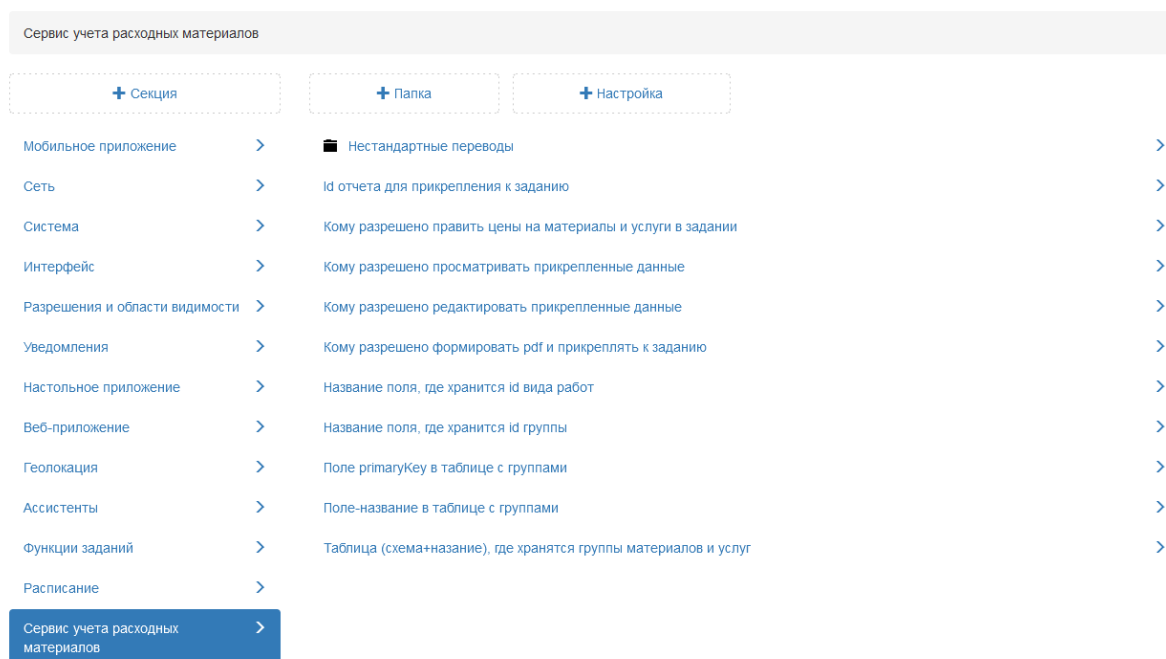 Сервис учета расходных материалов
Секция
Папка
Настройка
Мобильное приложение
Сеть
Система
Интерфейс
Разрешения и области видимости
Уведомления
Настольное приложение
Веб-приложение
Геолокация
Ассистенты
Функции заданий
Расписание
Сервис учета расходных
материалов
Нестандартные переводы
Id отчета для прикрепления к заданию
Кому разрешено править цены на материалы и услуги в задании
Кому разрешено просматривать прикрепленные данные
Кому разрешено редактировать прикрепленные данные
Кому разрешено формировать pdf и прикреплять к заданию
Название поля, где хранится id вида работ
Название поля, где хранится id группы
Поле primaryKey в таблице с группами
Поле-название в таблице с группами
Таблица (схема+назание), где хранятся группы материалов и услуг